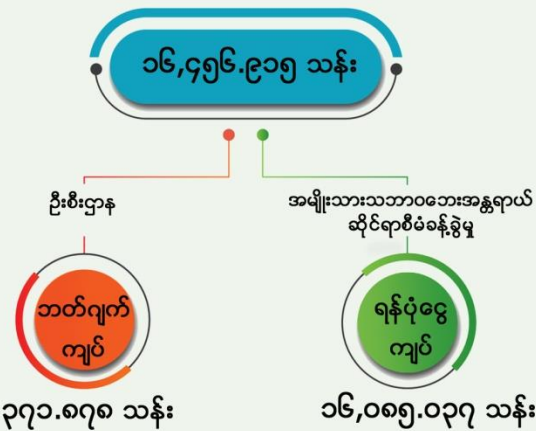 ၁၆,၄၅၆.၉၁၅ သန်း
ဦးစီးဌာန
အမျိုးသားသဘာဝဘေးအန္တရာယ်
ဆိုင်ရာစီမံခန့်ခွဲမှု
ဘတ်ဂျက်
ကျပ်
ရန်ပုံငွေ
ကျပ်
၃၇၁.၈၇၈ သန်း
၁၆,၀၈၅.၀၃၇ သန်း